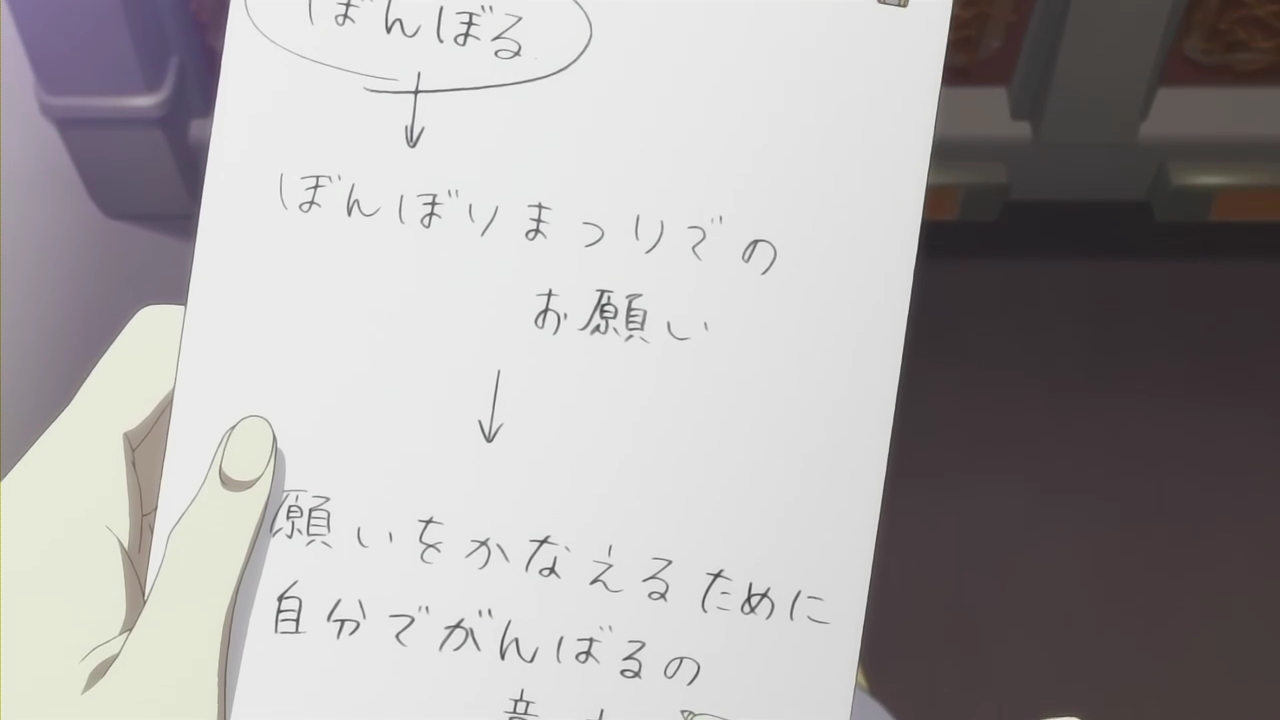 ぼんぼる
ぼんぼりまつりでの
お願い
願いをかなえるために
自分でがんばるの